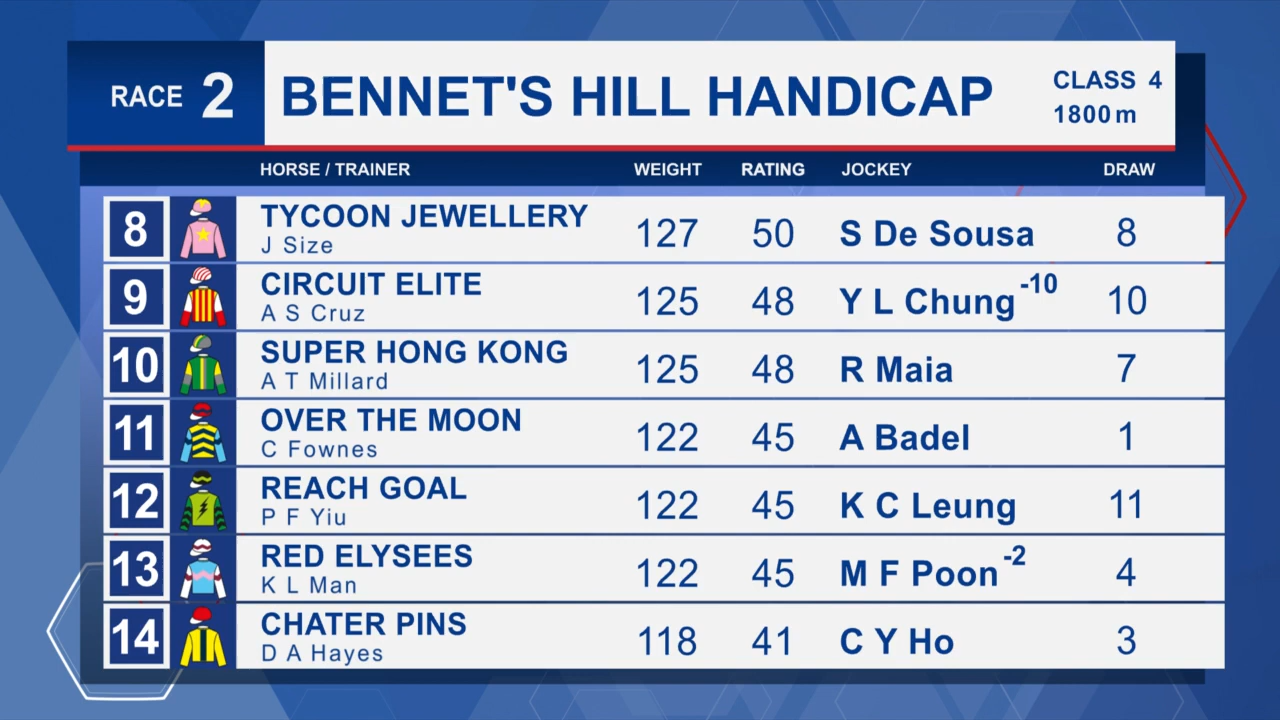 RACE 2 BENNET'S HILL HANDICAP CLASS 4
1800m
HORSE / TRAINER WEIGHT RATING JOCKEY DRAW
8 TYCOON JEWELLERY 127 50 S De Sousa 8
J Size
9 CIRCUIT ELITE 125 48 Y L Chung -10 10
A S Cruz
10 SUPER HONG KONG 125 48 R Maia 7
A T Millard
11 OVER THE MOON 122 45 A Badel 1
C Fownes
12 REACH GOAL 122 45 K C Leung 11
P F Yiu
13 RED ELYSEES 122 45 M F Poon -2 4
K L Man
14 CHATER PINS 118 41 C Y Ho 3
D A Hayes